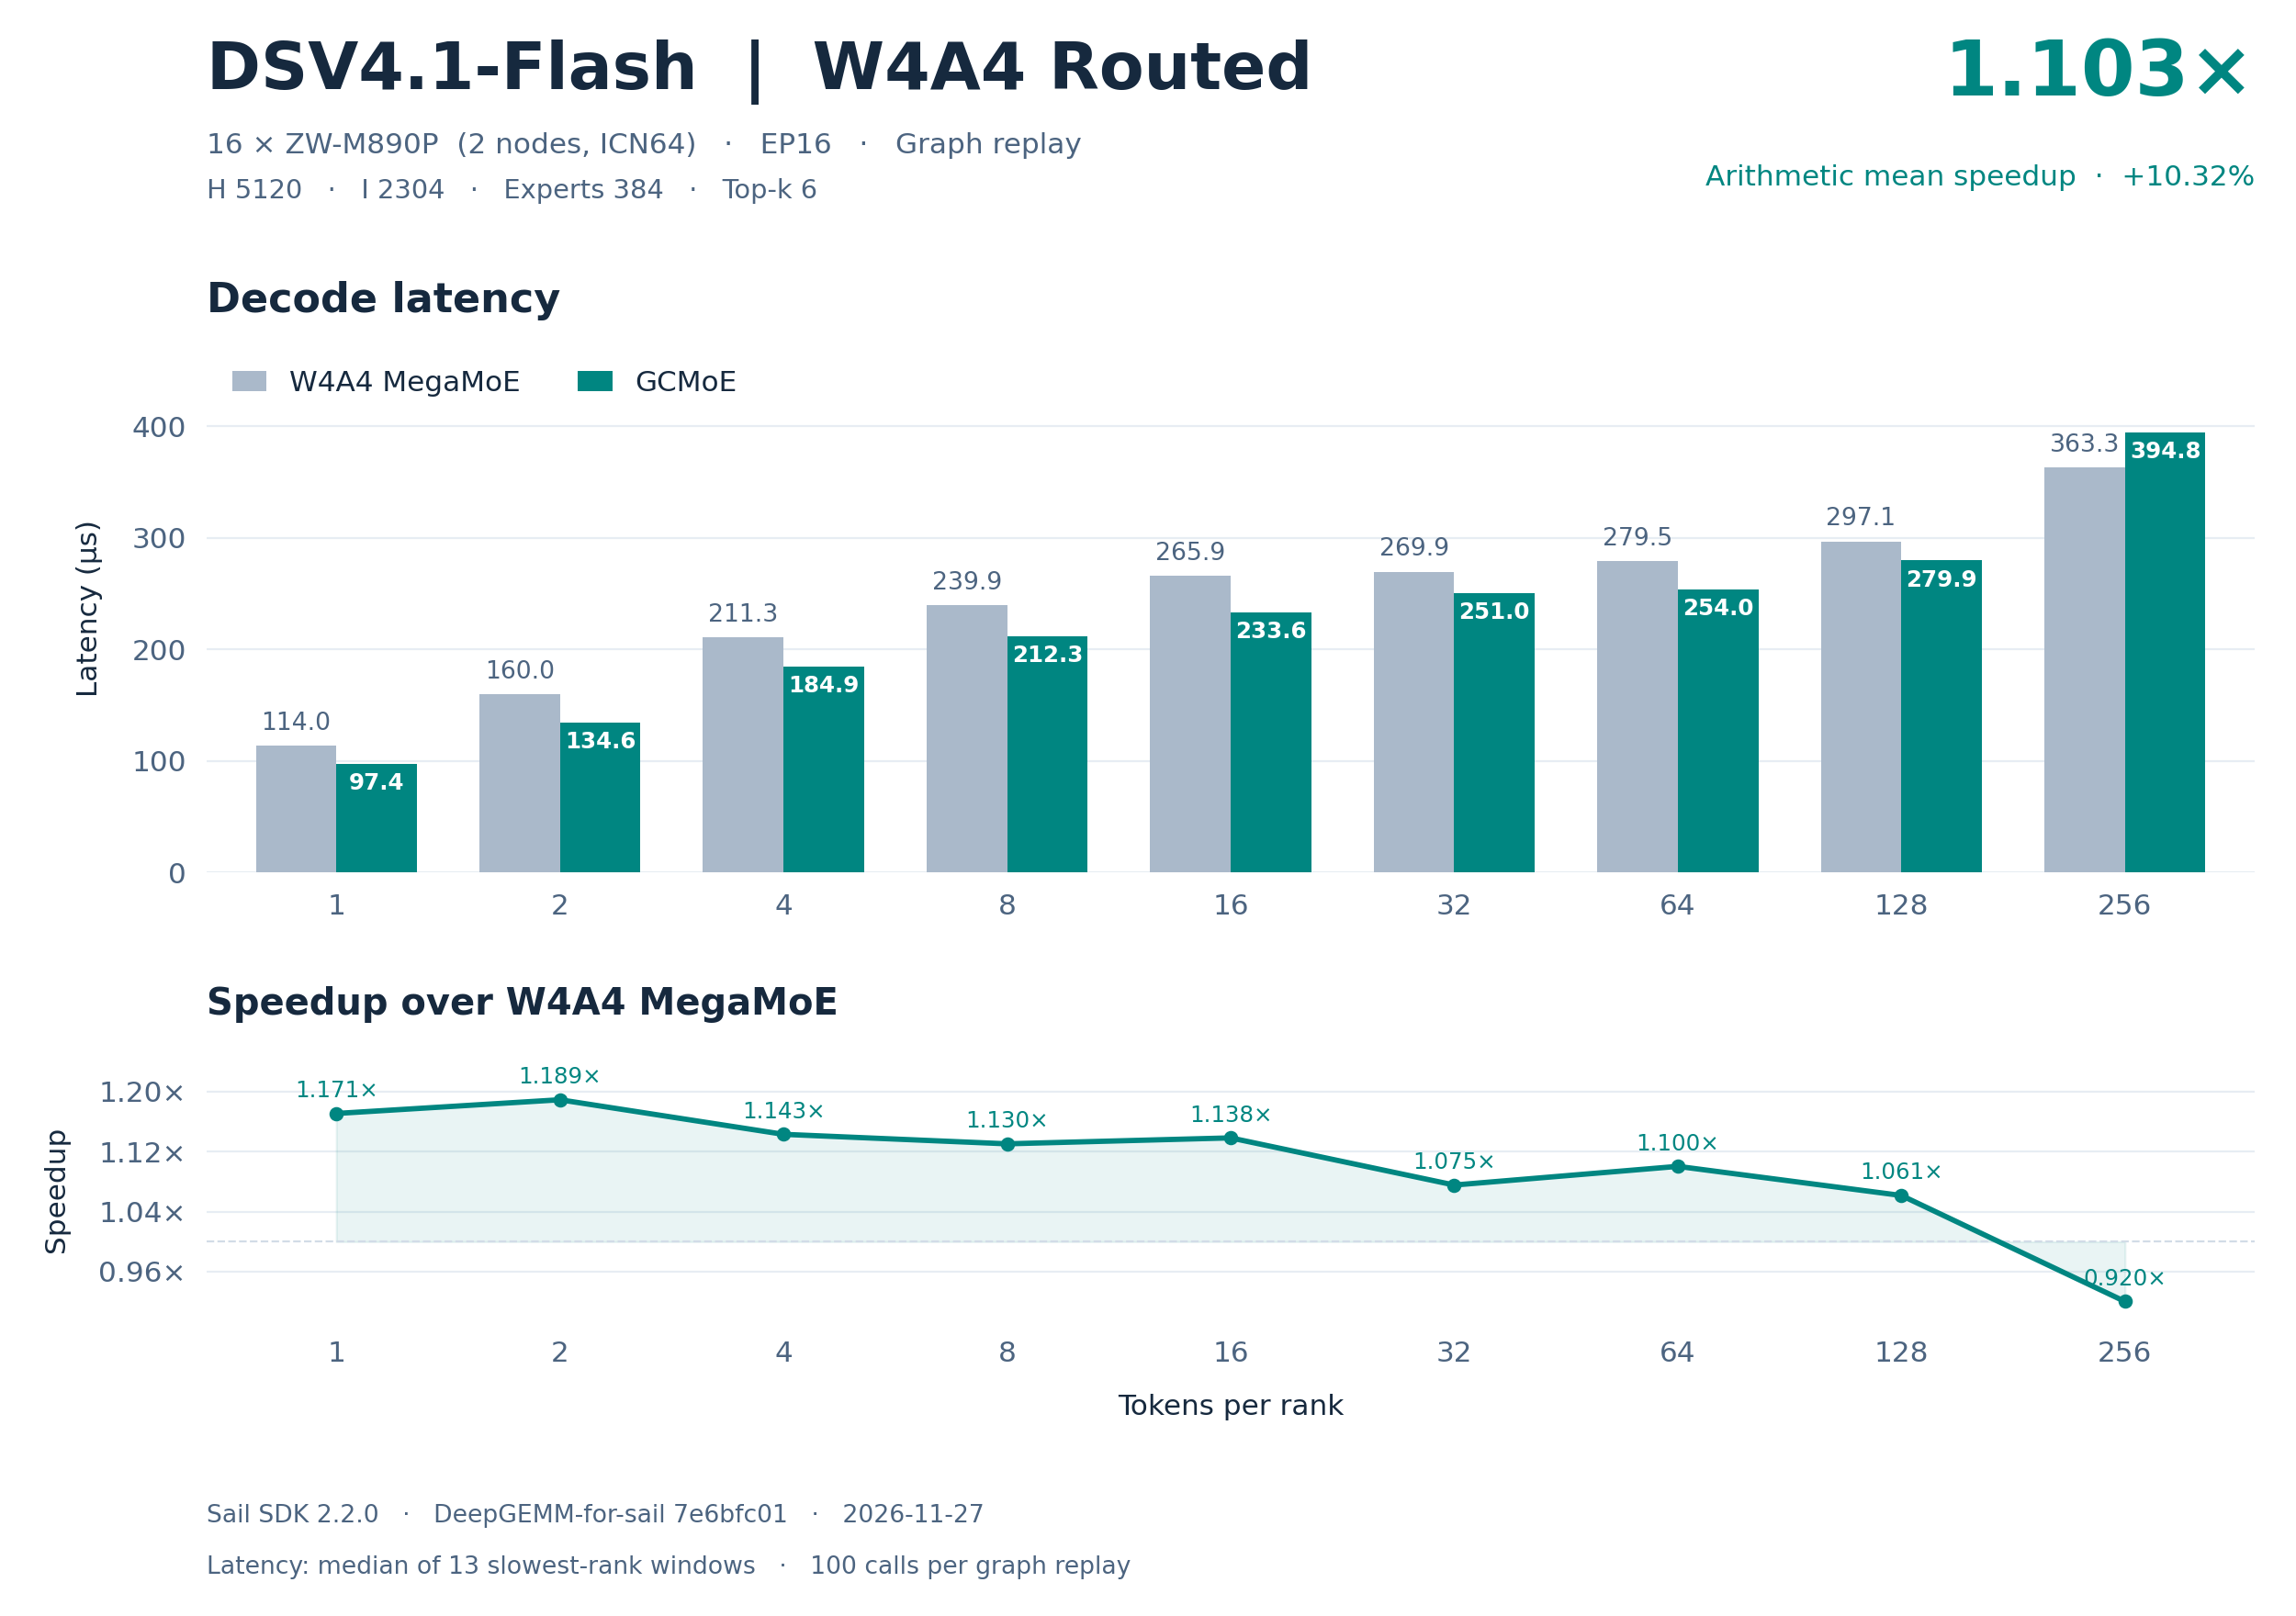 DSV4.1-Flash | W4A4 Routed
1.103×
16 × ZW-M890P (2 nodes, ICN64) · EP16 · Graph replay
H 5120 · I 2304 · Experts 384 · Top-k 6
Arithmetic mean speedup · +10.32%
Decode latency
W4A4 MegaMoE GCMoE
Latency (µs)
400
300
200
100
0
114.0 97.4
160.0 134.6
211.3 184.9
239.9 212.3
265.9 233.6
269.9 251.0
279.5 254.0
297.1 279.9
363.3 394.8
1 2 4 8 16 32 64 128 256
Speedup over W4A4 MegaMoE
Speedup
1.20×
1.12×
1.04×
0.96×
1.171× 1.189× 1.143× 1.130× 1.138× 1.075× 1.100× 1.061× 0.920×
1 2 4 8 16 32 64 128 256
Tokens per rank
Sail SDK 2.2.0 · DeepGEMM-for-sail 7e6bfc01 · 2026-11-27
Latency: median of 13 slowest-rank windows · 100 calls per graph replay